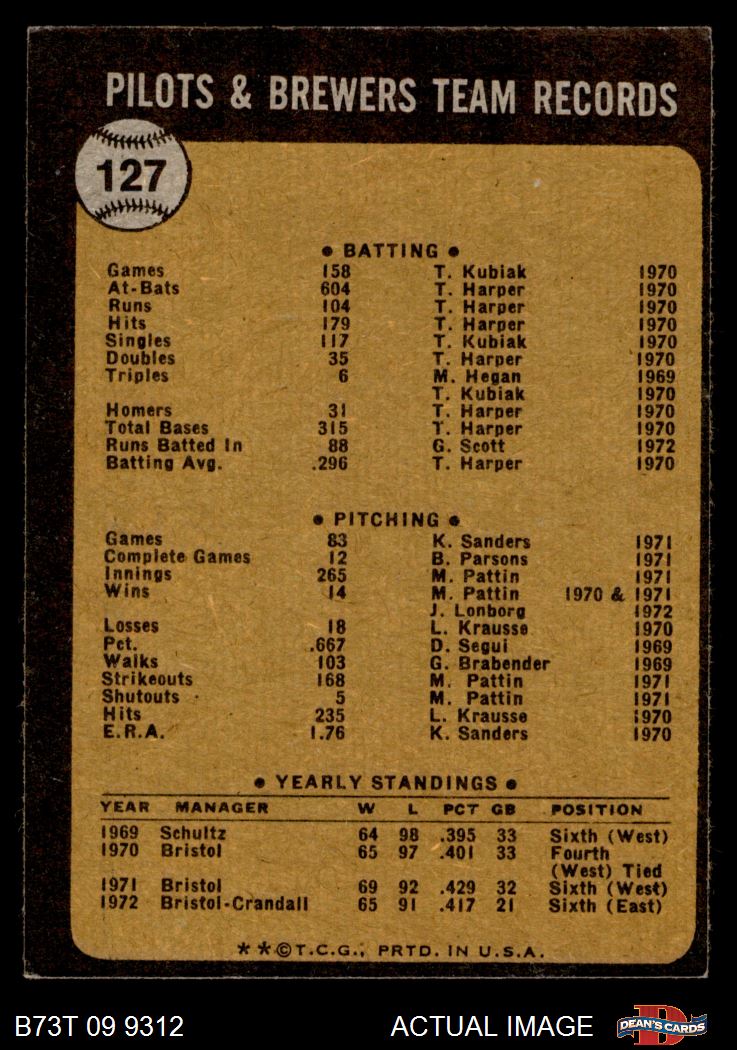 PILOTS & BREWERS TEAM RECORDS
127
• BATTING •
Games 158 T. Kubiak 1970
At-Bats 604 T. Harper 1970
Runs 104 T. Harper 1970
Hits 179 T. Harper 1970
Singles 117 T. Kubiak 1970
Doubles 35 T. Harper 1970
Triples 6 M. Hegan 1969
T. Kubiak 1970
Homers 31 T. Harper 1970
Total Bases 315 T. Harper 1970
Runs Batted In 88 G. Scott 1972
Batting Avg. .296 T. Harper 1970
• PITCHING •
Games 83 K. Sanders 1971
Complete Games 12 B. Parsons 1971
Innings 265 M. Pattin 1971
Wins 14 M. Pattin 1970 & 1971
J. Lonborg 1972
Losses 18 L. Krausse 1970
Pct. .667 D. Segui 1969
Walks 103 G. Brabender 1969
Strikeouts 168 M. Pattin 1971
Shutouts 5 M. Pattin 1971
Hits 235 L. Krausse 1970
E.R.A. 1.76 K. Sanders 1970
• YEARLY STANDINGS •
YEAR MANAGER W L PCT GB POSITION
1969 Schultz 64 98 .395 33 Sixth (West)
1970 Bristol 65 97 .401 33 Fourth
(West) Tied
1971 Bristol 69 92 .429 32 Sixth (West)
1972 Bristol-Crandall 65 91 .417 21 Sixth (East)
**©T.C.G., PRTD. IN U.S.A.
B73T 09 9312 ACTUAL IMAGE DEAN'S CARDS